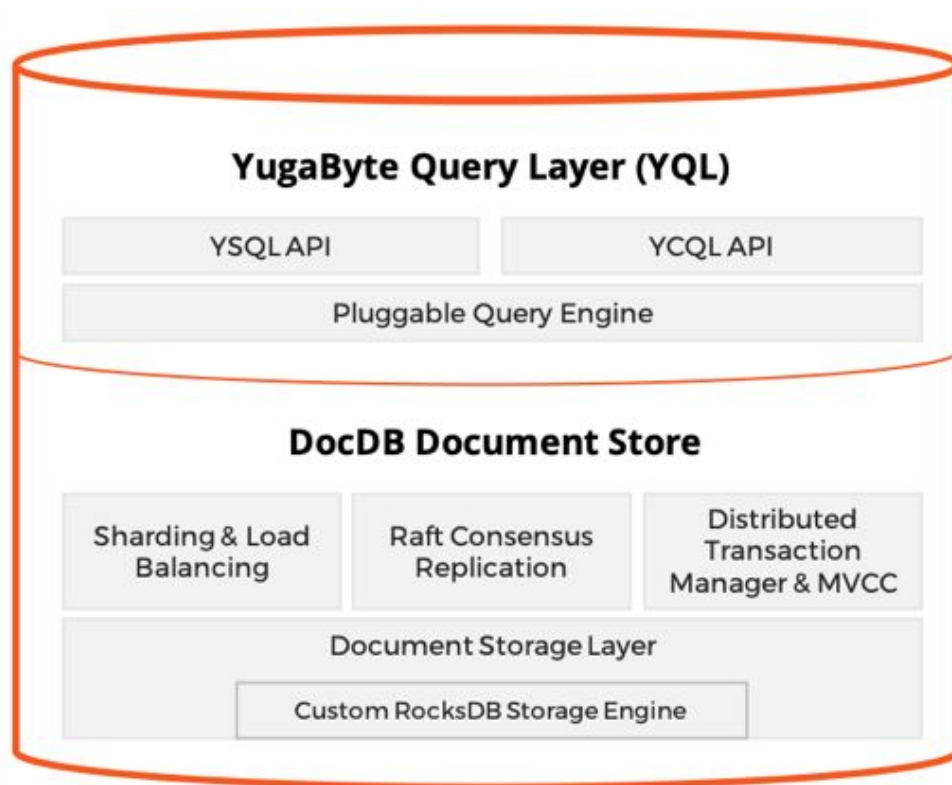 YugaByte Query Layer (YQL)
YSQL API
YCQL API
Pluggable Query Engine
DocDB Document Store
Sharding & Load
Balancing
Raft Consensus
Replication
Distributed
Transaction
Manager & MVCC
Document Storage Layer
Custom RocksDB Storage Engine